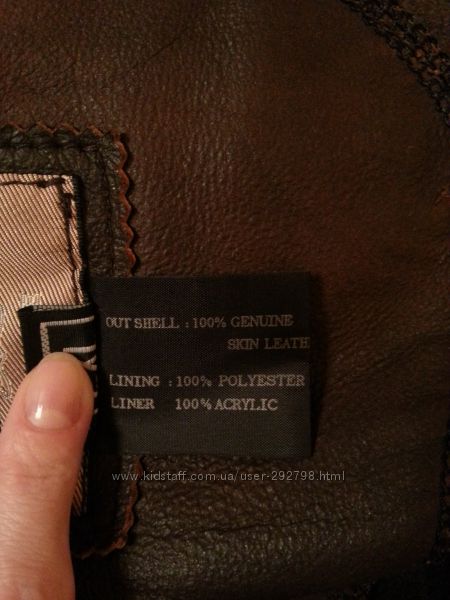 OUT SHELL : 100% GENUINE
SKIN LEATH
LINING : 100% POLYESTER
LINER 100% ACRYLIC
www.kidstaff.com.ua/user-292798.html